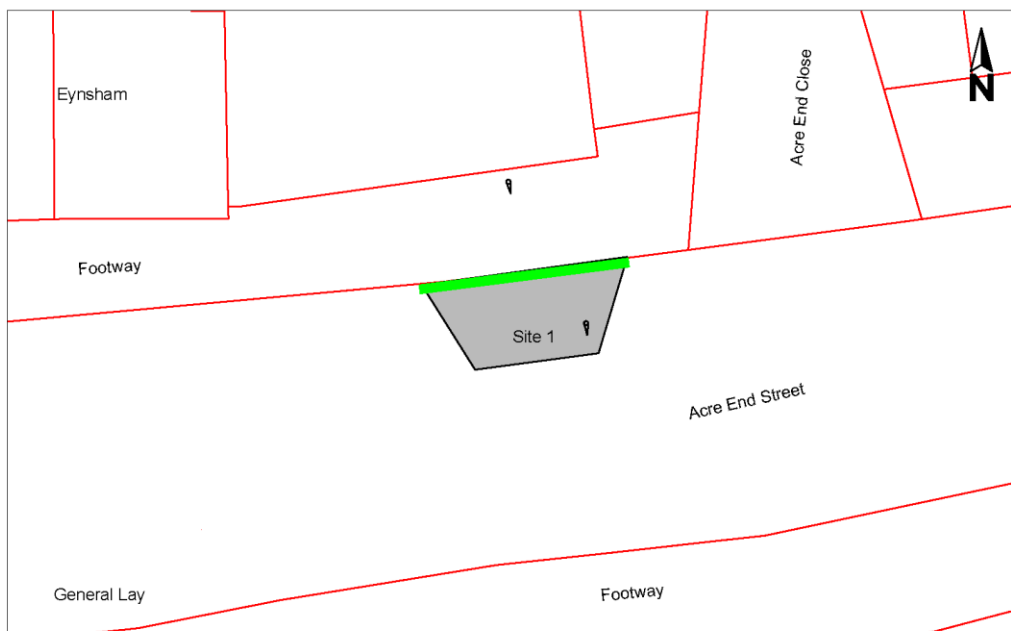 Eynsham
Acre End Close
N
Footway
Site 1
Acre End Street
General Lay
Footway